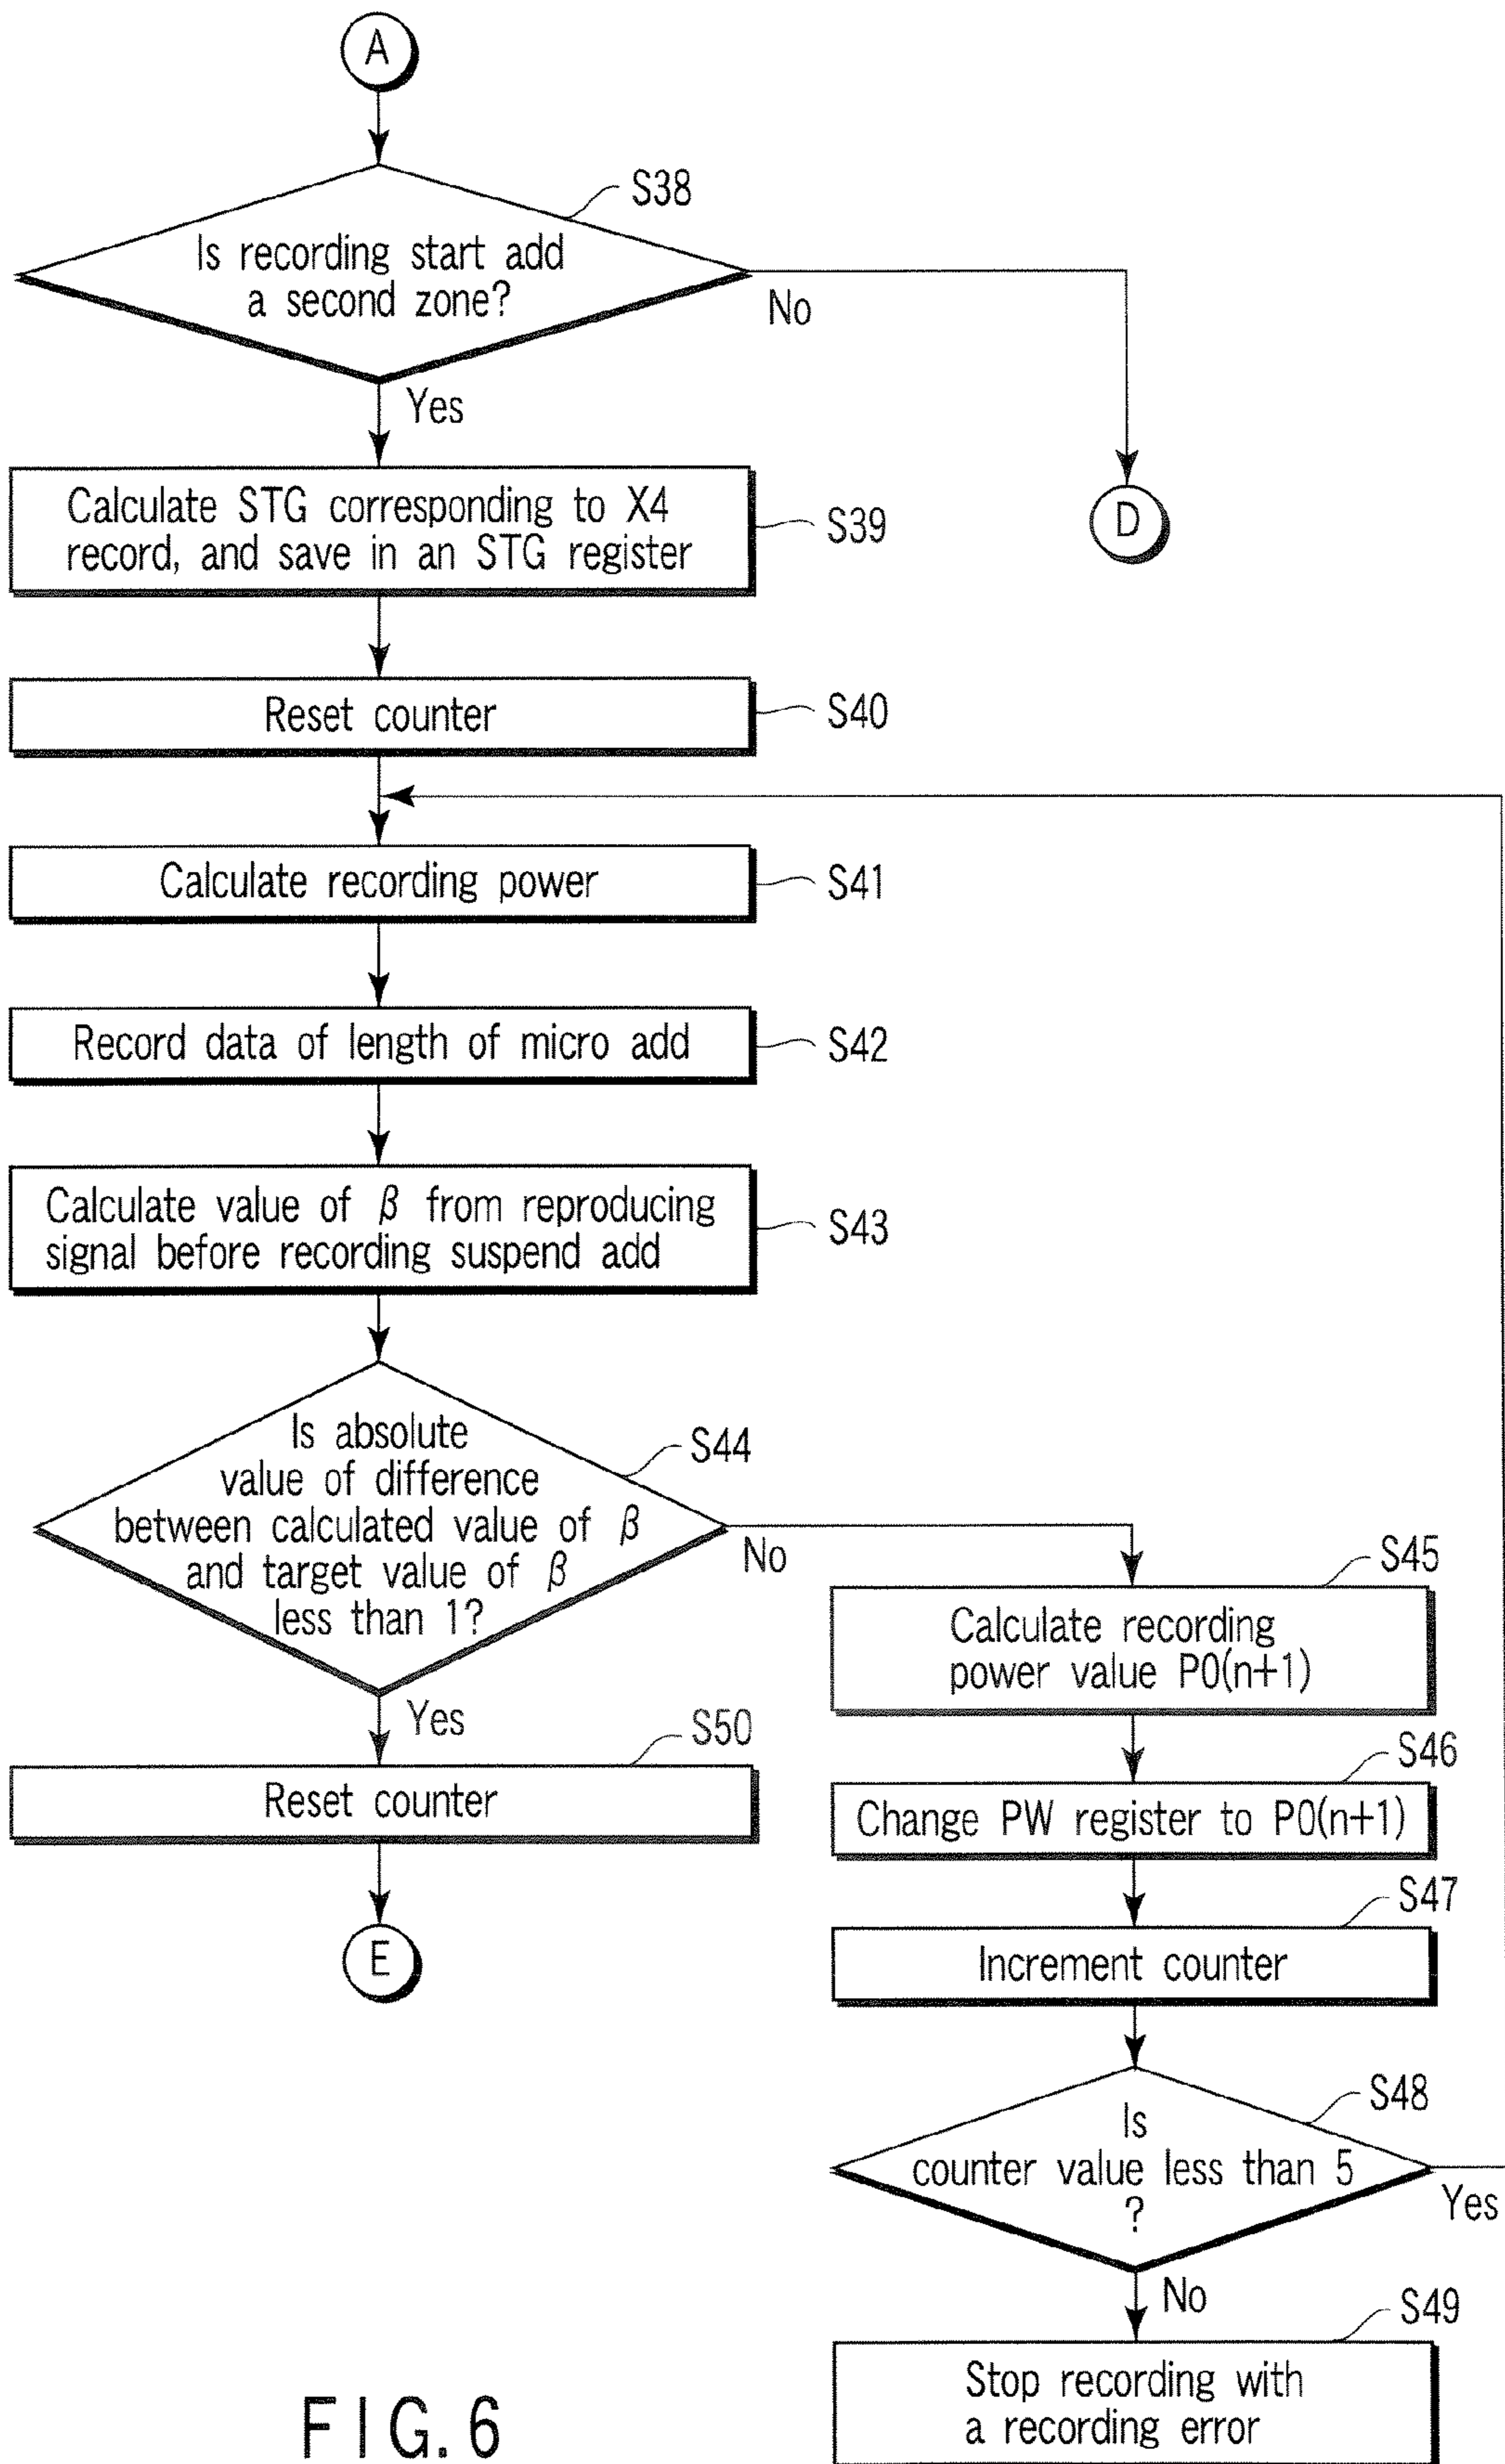 A
S38
Is recording start add
a second zone?
No
Yes
Calculate STG corresponding to X4
record, and save in an STG register
S39
D
Reset counter
S40
Calculate recording power
S41
Record data of length of micro add
S42
Calculate value of β from reproducing
signal before recording suspend add
S43
Is absolute
value of difference
between calculated value of β
and target value of β
less than 1?
S44
No
Yes
S45
Calculate recording
power value P0(n+1)
S50
Reset counter
S46
Change PW register to P0(n+1)
E
S47
Increment counter
S48
Is
counter value less than 5
?
Yes
No
S49
Stop recording with
a recording error
FIG. 6